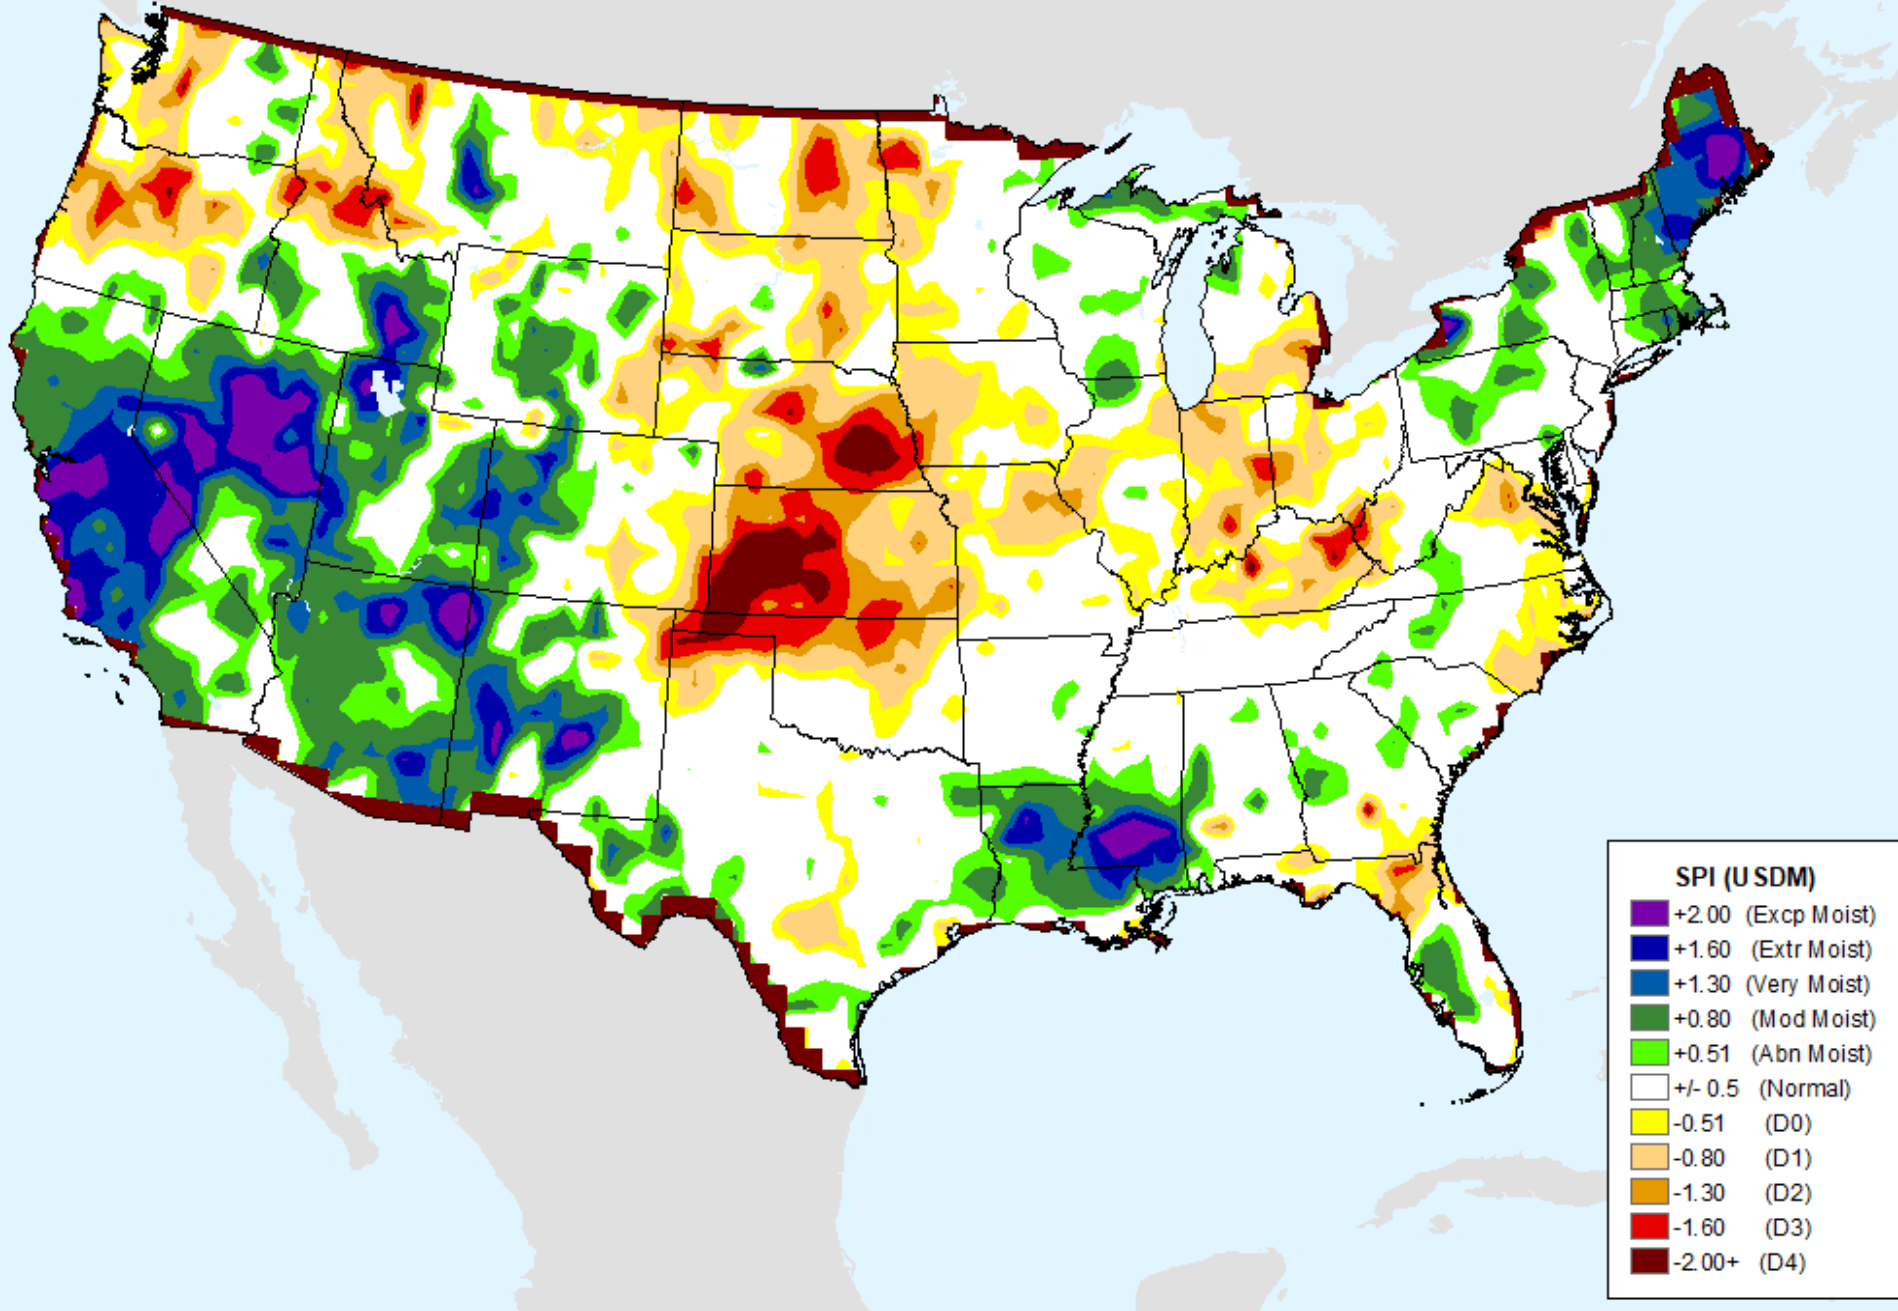 SPI (USDM)
+2.00 (Excp Moist)
+1.60 (Extr Moist)
+1.30 (Very Moist)
+0.80 (Mod Moist)
+0.51 (Abn Moist)
+/- 0.5 (Normal)
-0.51 (D0)
-0.80 (D1)
-1.30 (D2)
-1.60 (D3)
-2.00+ (D4)